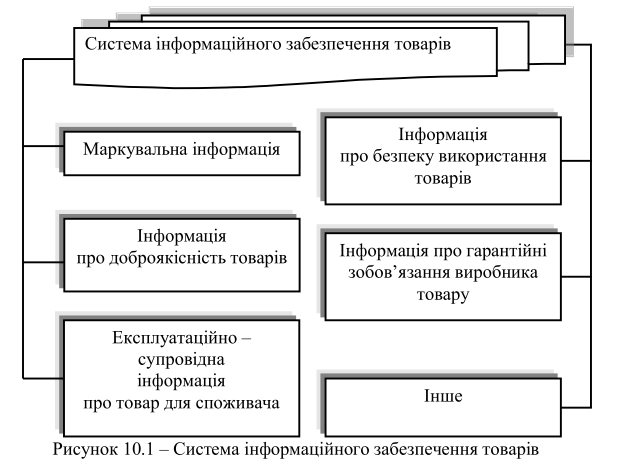 Система інформаційного забезпечення товарів
Маркувальна інформація
Інформація
про доброякісність товарів
Експлуатаційно –
супровідна
інформація
про товар для споживача
Інформація
про безпеку використання
товарів
Інформація про гарантійні
зобов’язання виробника
товару
Інше
Рисунок 10.1 – Система інформаційного забезпечення товарів